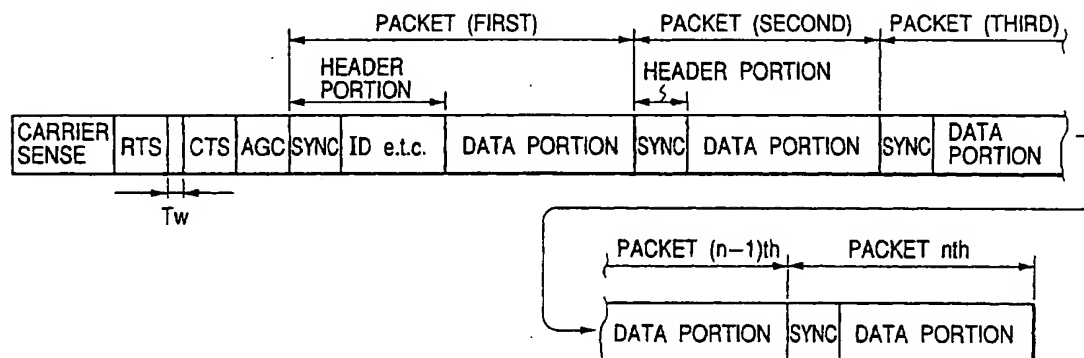 PACKET (FIRST) PACKET (SECOND) PACKET (THIRD)
HEADER PORTION HEADER PORTION
CARRIER SENSE RTS CTS AGC SYNC ID e.t.c. DATA PORTION SYNC DATA PORTION SYNC DATA PORTION
Tw
PACKET (n-1)th PACKET nth
DATA PORTION SYNC DATA PORTION